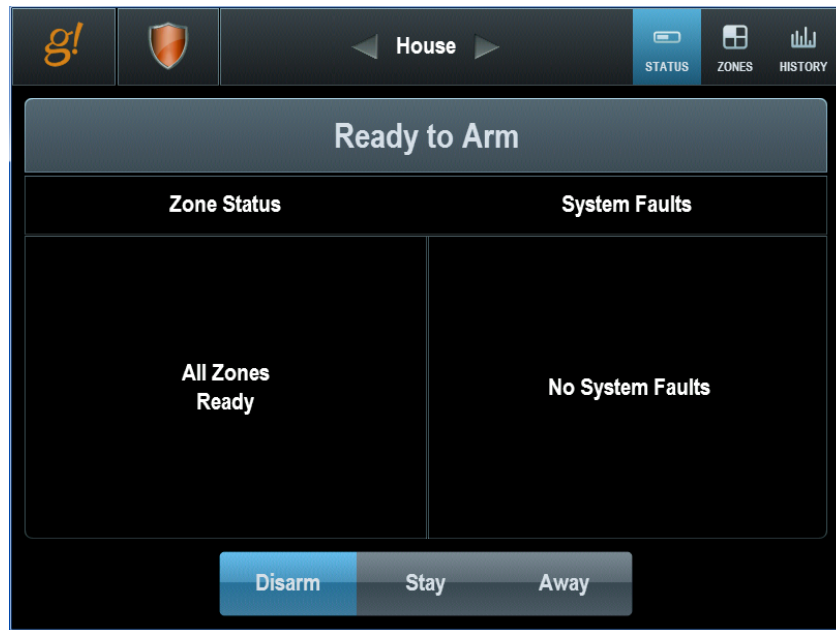 g!
House
STATUS
ZONES
HISTORY
Ready to Arm
Zone Status
System Faults
All Zones
Ready
No System Faults
Disarm
Stay
Away